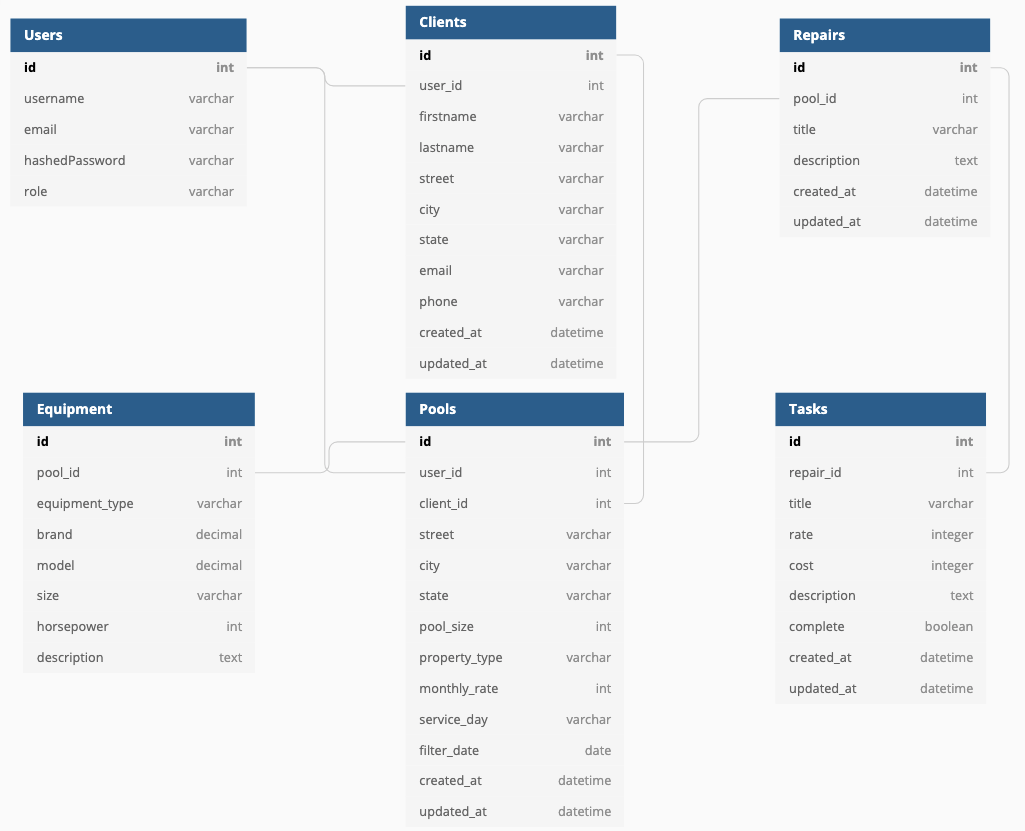 Users
id int
username varchar
email varchar
hashedPassword varchar
role varchar
Clients
id int
user_id int
firstname varchar
lastname varchar
street varchar
city varchar
state varchar
email varchar
phone varchar
created_at datetime
updated_at datetime
Repairs
id int
pool_id int
title varchar
description text
created_at datetime
updated_at datetime
Equipment
id int
pool_id int
equipment_type varchar
brand decimal
model decimal
size varchar
horsepower int
description text
Pools
id int
user_id int
client_id int
street varchar
city varchar
state varchar
pool_size int
property_type varchar
monthly_rate int
service_day varchar
filter_date date
created_at datetime
updated_at datetime
Tasks
id int
repair_id int
title varchar
rate integer
cost integer
description text
complete boolean
created_at datetime
updated_at datetime